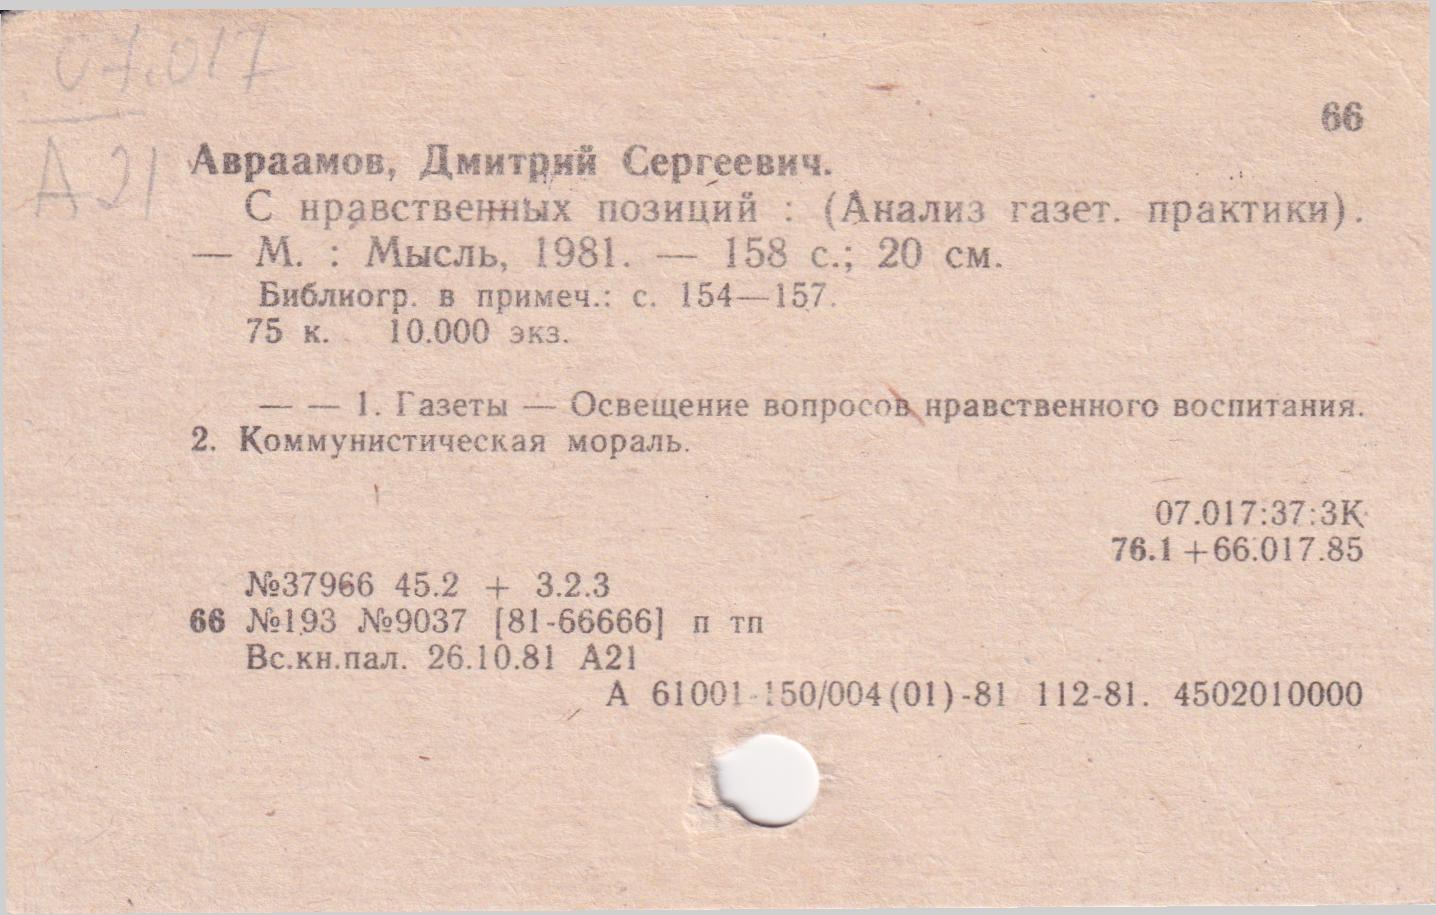 07.017
А21
66
Авраамов, Дмитрий Сергеевич.
С нравственных позиций : (Анализ газет. практики).
— М. : Мысль, 1981. — 158 с.; 20 см.
Библиогр. в примеч.: с. 154—157.
75 к. 10.000 экз.
— — 1. Газеты — Освещение вопросов нравственного воспитания.
2. Коммунистическая мораль.
07.017:37:3К
76.1+66.017.85
№37966 45.2 + 3.2.3
66 №193 №9037 [81-66666] п тп
Вс.кн.пал. 26.10.81 А21
А 61001-150/004(01)-81 112-81. 4502010000